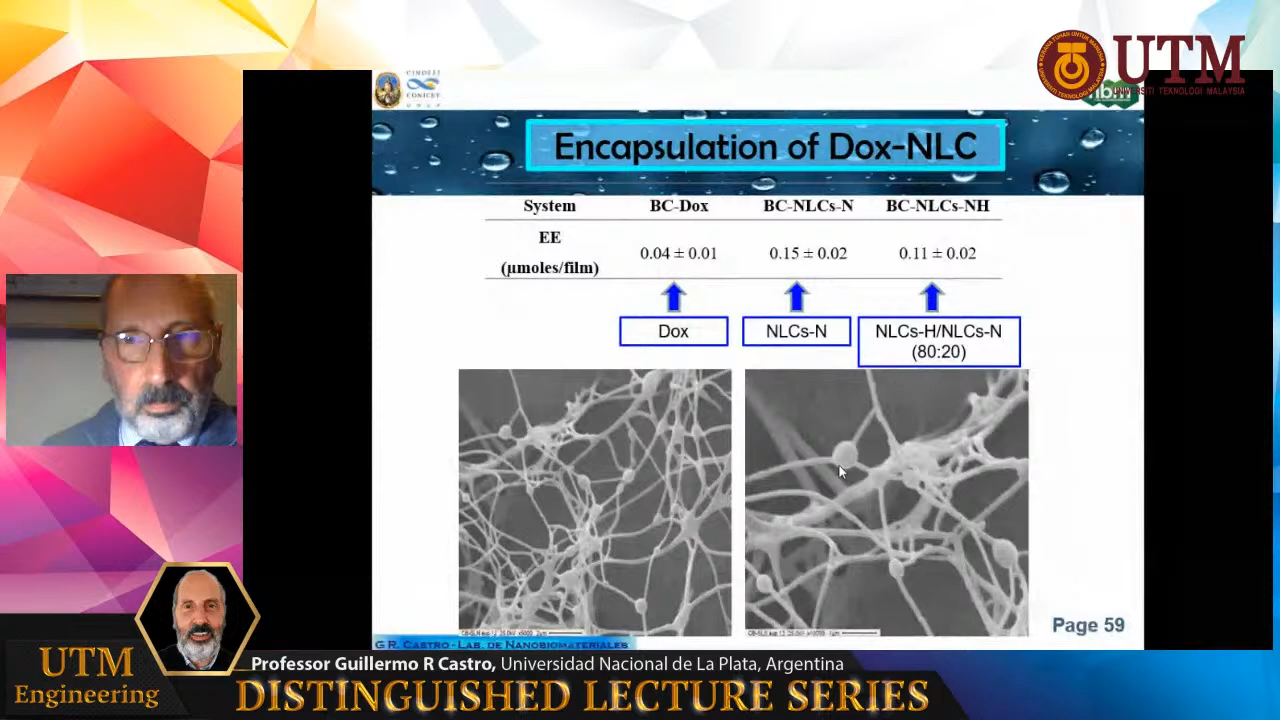 UTM
UNIVERSITI TEKNOLOGI MALAYSIA
CINDEFI
CONICET
UNLP
Encapsulation of Dox-NLC
System BC-Dox BC-NLCs-N BC-NLCs-NH
EE
(µmoles/film) 0.04 ± 0.01 0.15 ± 0.02 0.11 ± 0.02
Dox NLCs-N NLCs-H/NLCs-N
(80:20)
Page 59
G R. Castro - Lab. de Nanobiomateriales
Professor Guillermo R Castro, Universidad Nacional de La Plata, Argentina
UTM
Engineering
DISTINGUISHED LECTURE SERIES